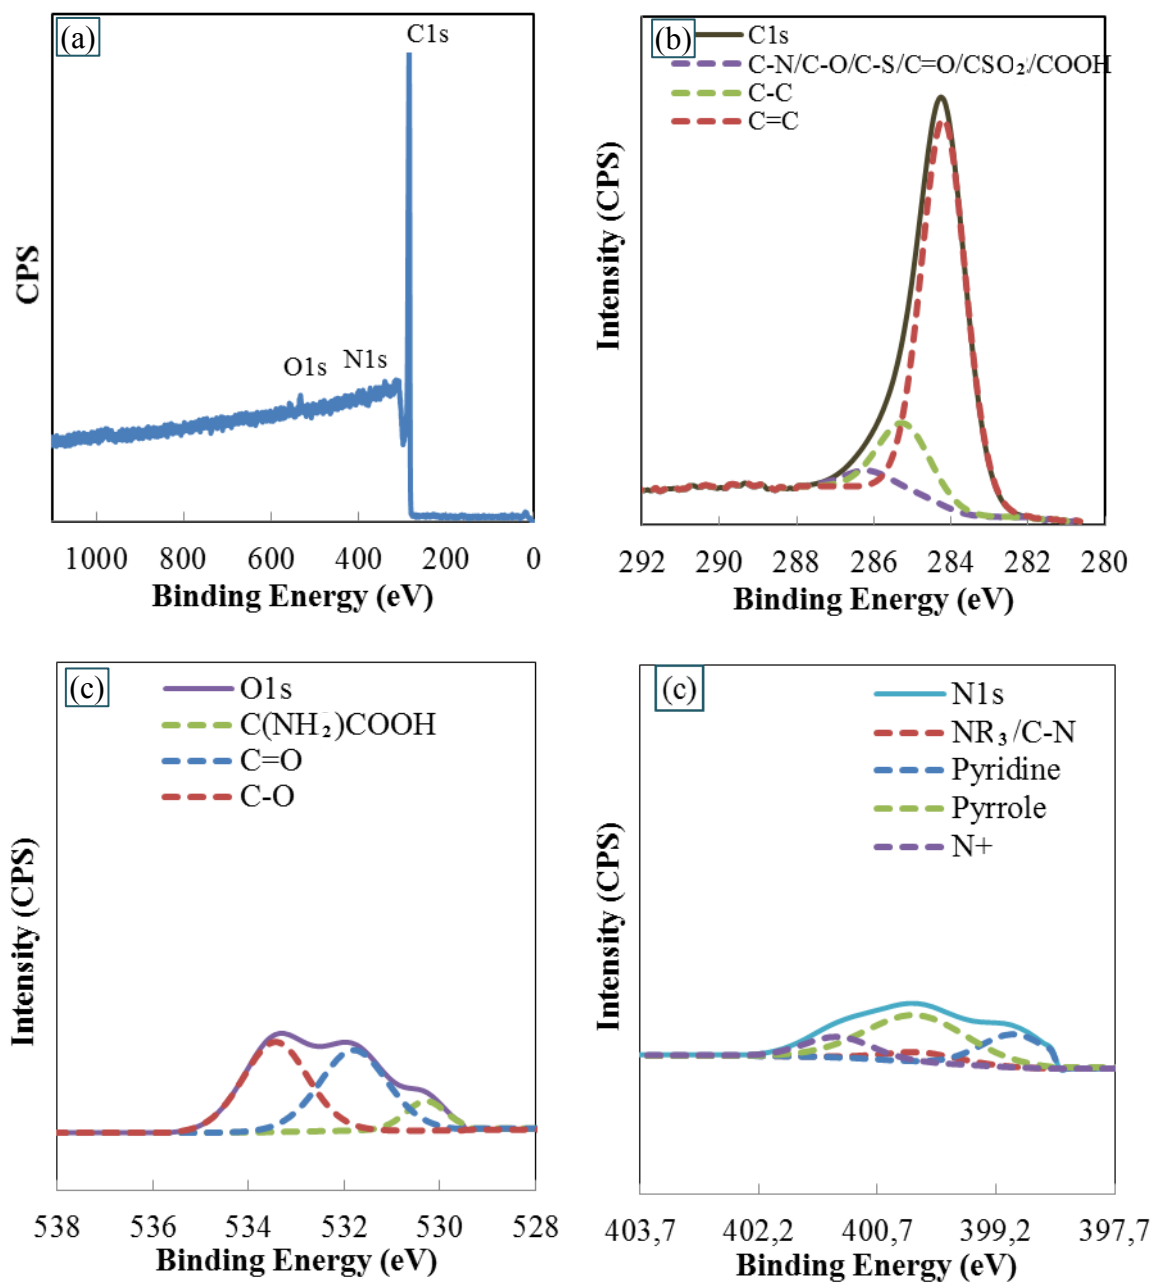 (a)
C1s
O1s
N1s
CPS
1000 800 600 400 200 0
Binding Energy (eV)
(b)
C1s
C-N/C-O/C-S/C=O/CSO₂/COOH
C-C
C=C
Intensity (CPS)
292 290 288 286 284 282 280
Binding Energy (eV)
(c)
O1s
C(NH₂)COOH
C=O
C-O
Intensity (CPS)
538 536 534 532 530 528
Binding Energy (eV)
(c)
N1s
NR₃/C-N
Pyridine
Pyrrole
N+
Intensity (CPS)
403,7 402,2 400,7 399,2 397,7
Binding Energy (eV)